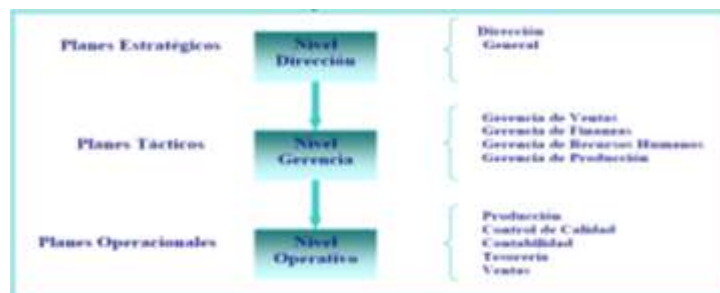 Planes Estratégicos
Nivel
Dirección
Dirección
General
Planes Tácticos
Nivel
Gerencia
Gerencia de Ventas
Gerencia de Finanzas
Gerencia de Recursos Humanos
Gerencia de Producción
Planes Operacionales
Nivel
Operativo
Producción
Control de Calidad
Contabilidad
Tesorería
Ventas